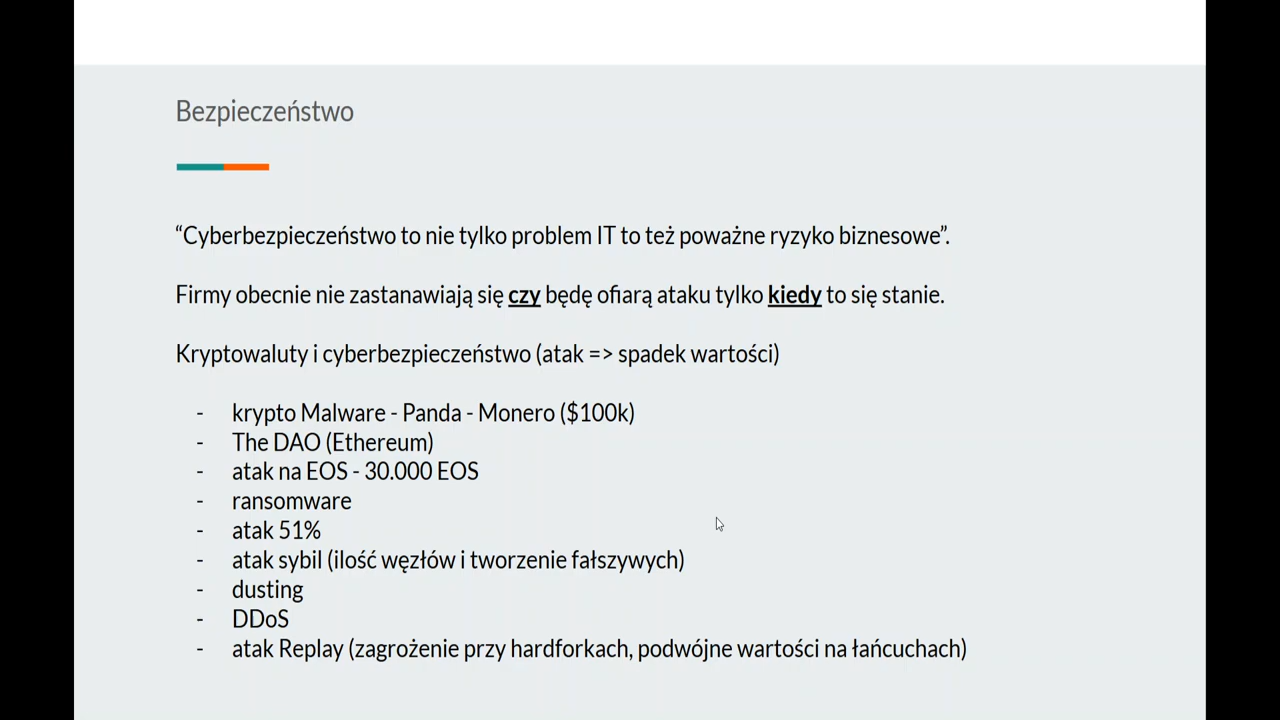 Bezpieczeństwo
“Cyberbezpieczeństwo to nie tylko problem IT to też poważne ryzyko biznesowe”.
Firmy obecnie nie zastanawiają się czy będę ofiarą ataku tylko kiedy to się stanie.
Kryptowaluty i cyberbezpieczeństwo (atak => spadek wartości)
- krypto Malware - Panda - Monero ($100k)
- The DAO (Ethereum)
- atak na EOS - 30.000 EOS
- ransomware
- atak 51%
- atak sybil (ilość węzłów i tworzenie fałszywych)
- dusting
- DDoS
- atak Replay (zagrożenie przy hardforkach, podwójne wartości na łańcuchach)